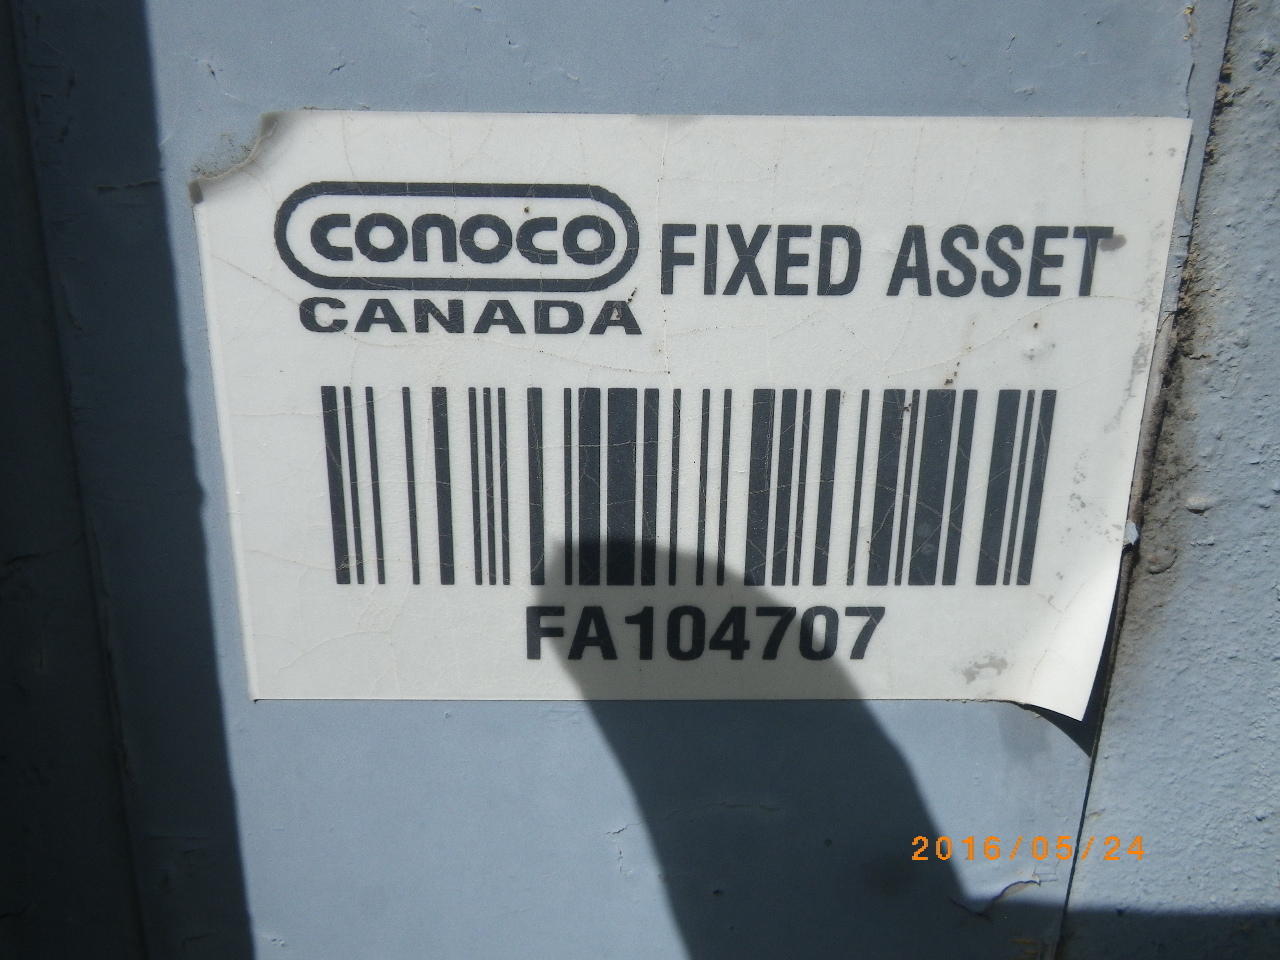 CONOCO FIXED ASSET
CANADA
FA104707
2016/05/24